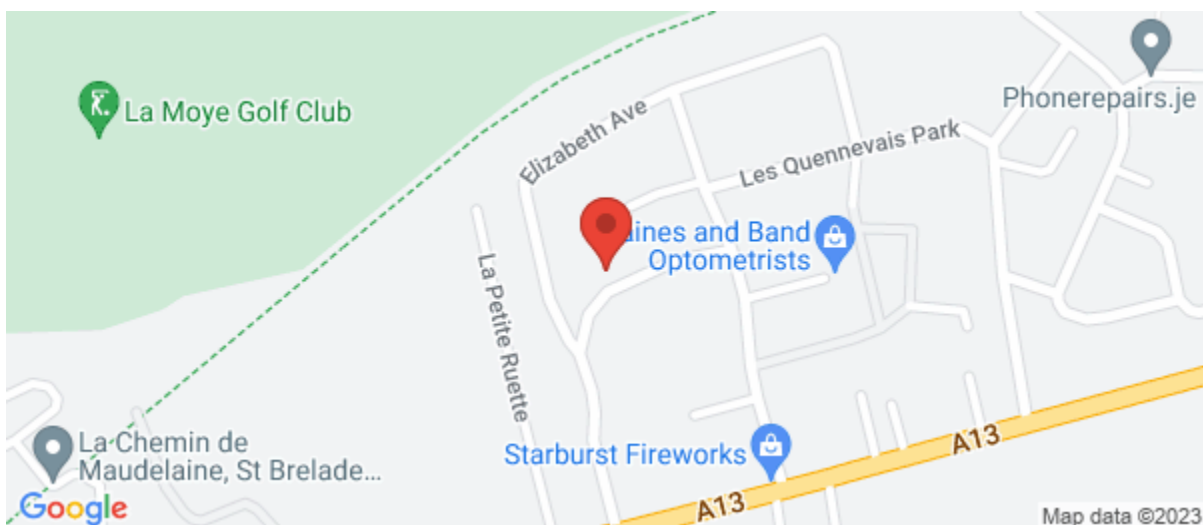 La Moye Golf Club
Phonerepairs.je
Elizabeth Ave
Les Quennevais Park
aines and Band
Optometrists
La Petite Ruette
La Chemin de
Maudelaine, St Brelade...
Starburst Fireworks
A13
A13
Google
Map data ©2023